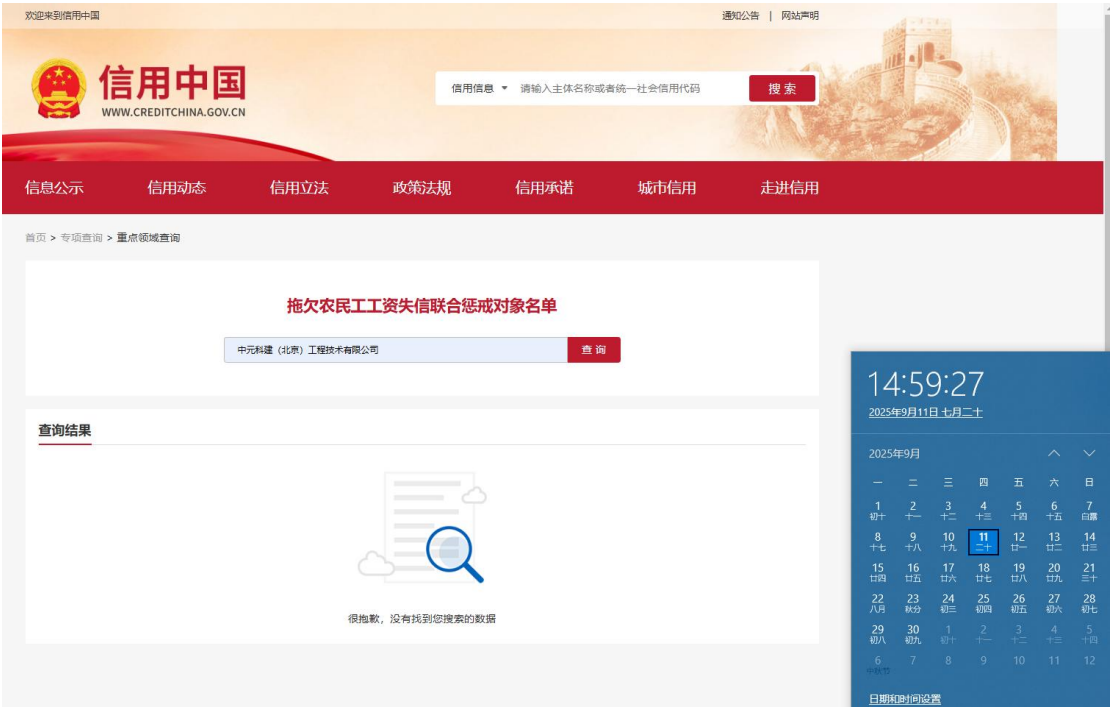 欢迎来到信用中国
通知公告 | 网站声明
信用中国
WWW.CREDITCHINA.GOV.CN
信用信息 请输入主体名称或者统一社会信用代码 搜索
信息公示 信用动态 信用立法 政策法规 信用承诺 城市信用 走进信用
首页 > 专项查询 > 重点领域查询
拖欠农民工工资失信联合惩戒对象名单
中元科建（北京）工程技术有限公司 查询
查询结果
很抱歉，没有找到您搜索的数据
14:59:27
2025年9月11日 七月二十
2025年9月
一 二 三 四 五 六 日
1 2 3 4 5 6 7
初十 十一 十二 十三 十四 十五 白露
8 9 10 11 12 13 14
十七 十八 十九 二十 廿一 廿二 廿三
15 16 17 18 19 20 21
廿四 廿五 廿六 廿七 廿八 廿九 三十
22 23 24 25 26 27 28
八月 秋分 初三 初四 初五 初六 初七
29 30 1 2 3 4 5
初八 初九 初十 十一 十二 十三 十四
6 7 8 9 10 11 12
中秋节
日期和时间设置